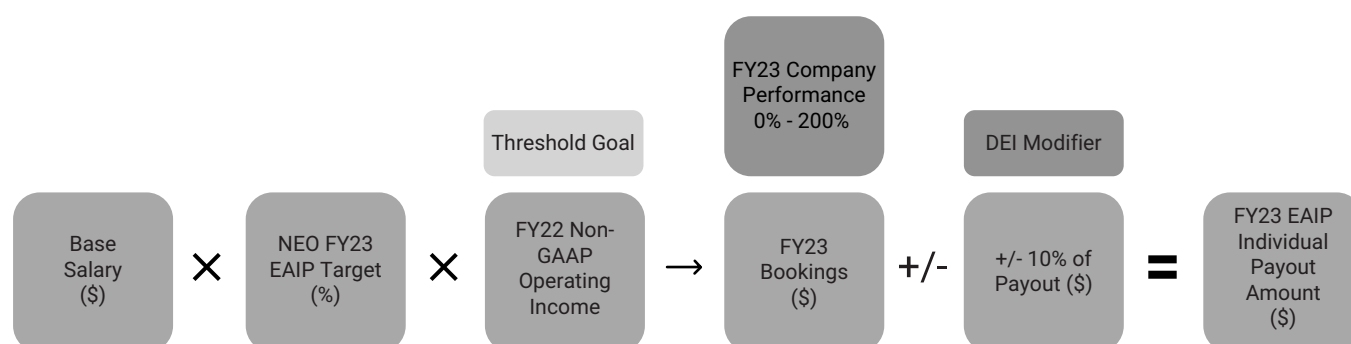 FY23 Company
Performance
0% - 200%
Threshold Goal
DEI Modifier
Base
Salary
($)
×
NEO FY23
EAIP Target
(%)
×
FY22 Non-
GAAP
Operating
Income
→
FY23
Bookings
($)
+/-
+/- 10% of
Payout ($)
=
FY23 EAIP
Individual
Payout
Amount
($)